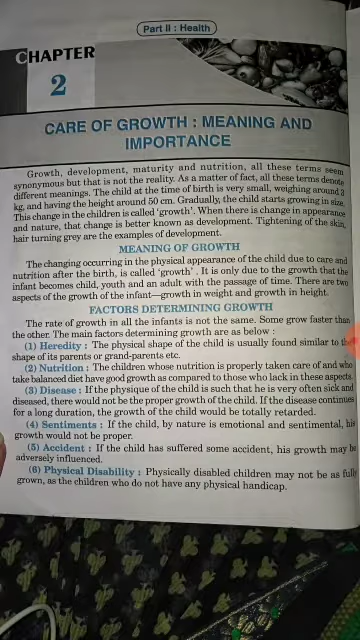 Part II : Health
CHAPTER
2
CARE OF GROWTH : MEANING AND
IMPORTANCE
Growth, development, maturity and nutrition, all these terms seem
synonymous but that is not the reality. As a matter of fact, all these terms denote
different meanings. The child at the time of birth is very small, weighing around 3
kg, and having the height around 50 cm. Gradually, the child starts growing in size.
This change in the children is called 'growth'. When there is change in appearance
and nature, that change is better known as development. Tightening of the skin,
hair turning grey are the examples of development.
MEANING OF GROWTH
The changing occurring in the physical appearance of the child due to care and
nutrition after the birth, is called 'growth' . It is only due to the growth that the
infant becomes child, youth and an adult with the passage of time. There are two
aspects of the growth of the infant—growth in weight and growth in height.
FACTORS DETERMINING GROWTH
The rate of growth in all the infants is not the same. Some grow faster than
the other. The main factors determining growth are as below :
(1) Heredity : The physical shape of the child is usually found similar to the
shape of its parents or grand-parents etc.
(2) Nutrition : The children whose nutrition is properly taken care of and who
take balanced diet have good growth as compared to those who lack in these aspects.
(3) Disease : If the physique of the child is such that he is very often sick and
diseased, there would not be the proper growth of the child. If the disease continues
for a long duration, the growth of the child would be totally retarded.
(4) Sentiments : If the child, by nature is emotional and sentimental, his
growth would not be proper.
(5) Accident : If the child has suffered some accident, his growth may be
adversely influenced.
(6) Physical Disability : Physically disabled children may not be as fully
grown, as the children who do not have any physical handicap.